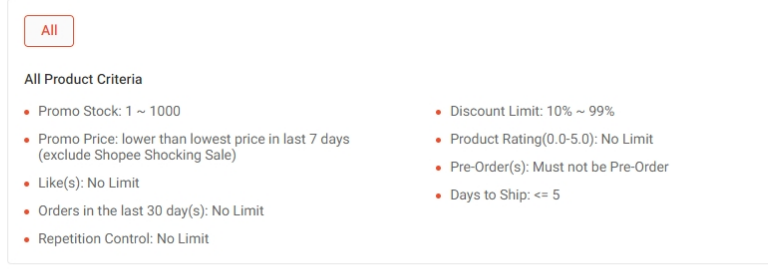 All
All Product Criteria
Promo Stock: 1 ~ 1000
Promo Price: lower than lowest price in last 7 days
(exclude Shopee Shocking Sale)
Like(s): No Limit
Orders in the last 30 day(s): No Limit
Repetition Control: No Limit
Discount Limit: 10% ~ 99%
Product Rating(0.0-5.0): No Limit
Pre-Order(s): Must not be Pre-Order
Days to Ship: <= 5